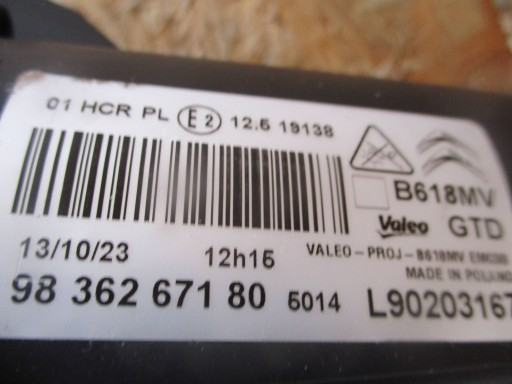 01 HCR PL E2 12.5 19138
B618MV
Valeo GTD
13/10/23 12h15 VALEO-PROJ-B618MV
MADE IN POLAND
98 362 671 80 5014 L90203167